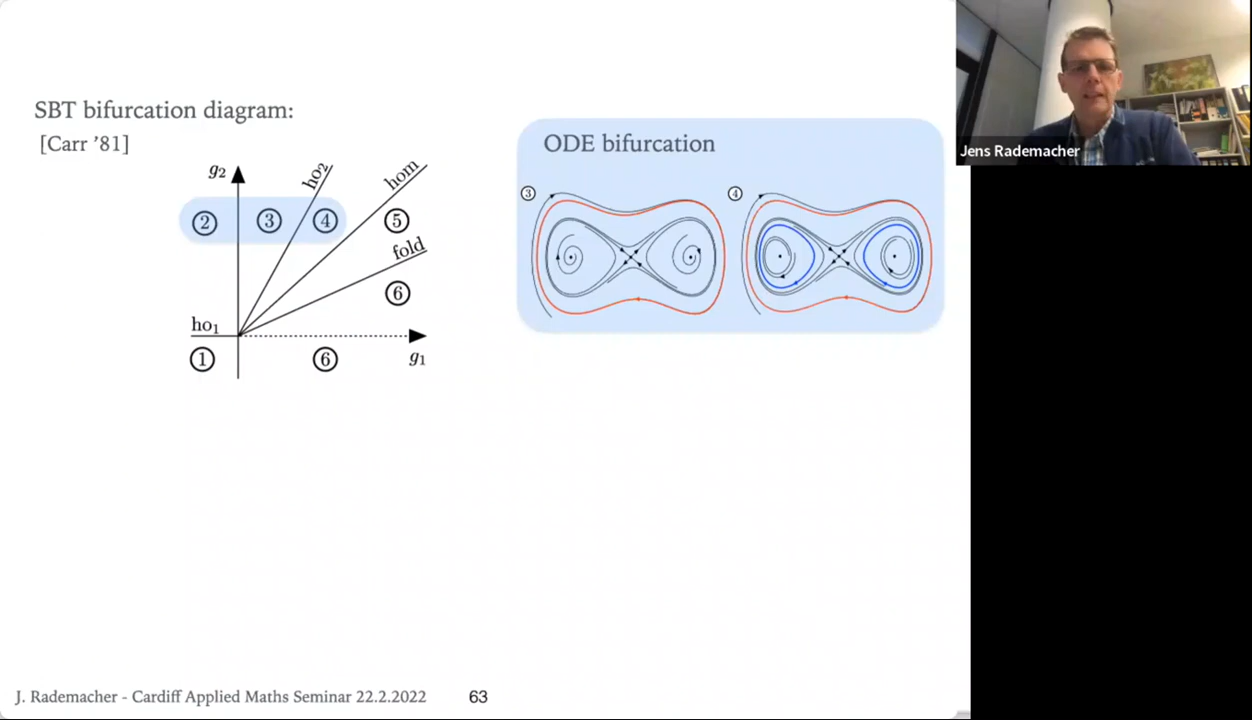 SBT bifurcation diagram:
[Carr ’81]
g₂
ho2
hom
② ③ ④ ⑤
fold
⑥
ho₁
① ⑥ g₁
ODE bifurcation
③ ④
Jens Rademacher
J. Rademacher - Cardiff Applied Maths Seminar 22.2.2022 63